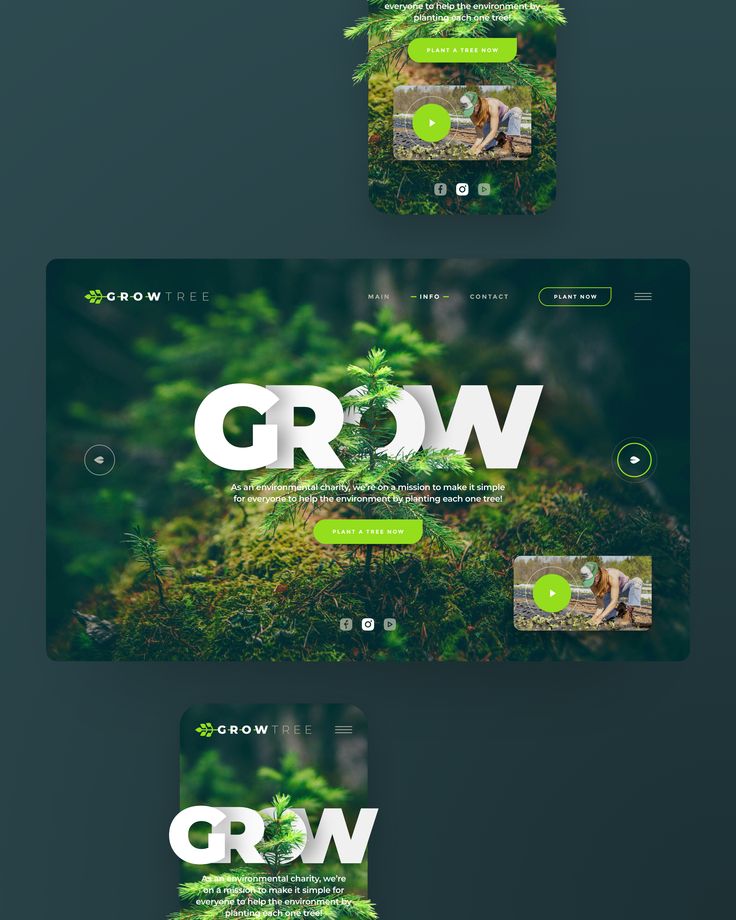 everyone to help the environment by
planting each one tree!
PLANT A TREE NOW
GROWTREE
MAIN
INFO
CONTACT
PLANT NOW
GROW
As an environmental charity, we're on a mission to make it simple
for everyone to help the environment by planting each one tree!
PLANT A TREE NOW
GROWTREE
GROW
As an environmental charity, we're
on a mission to make it simple for
everyone to help the environment by
planting each one tree!